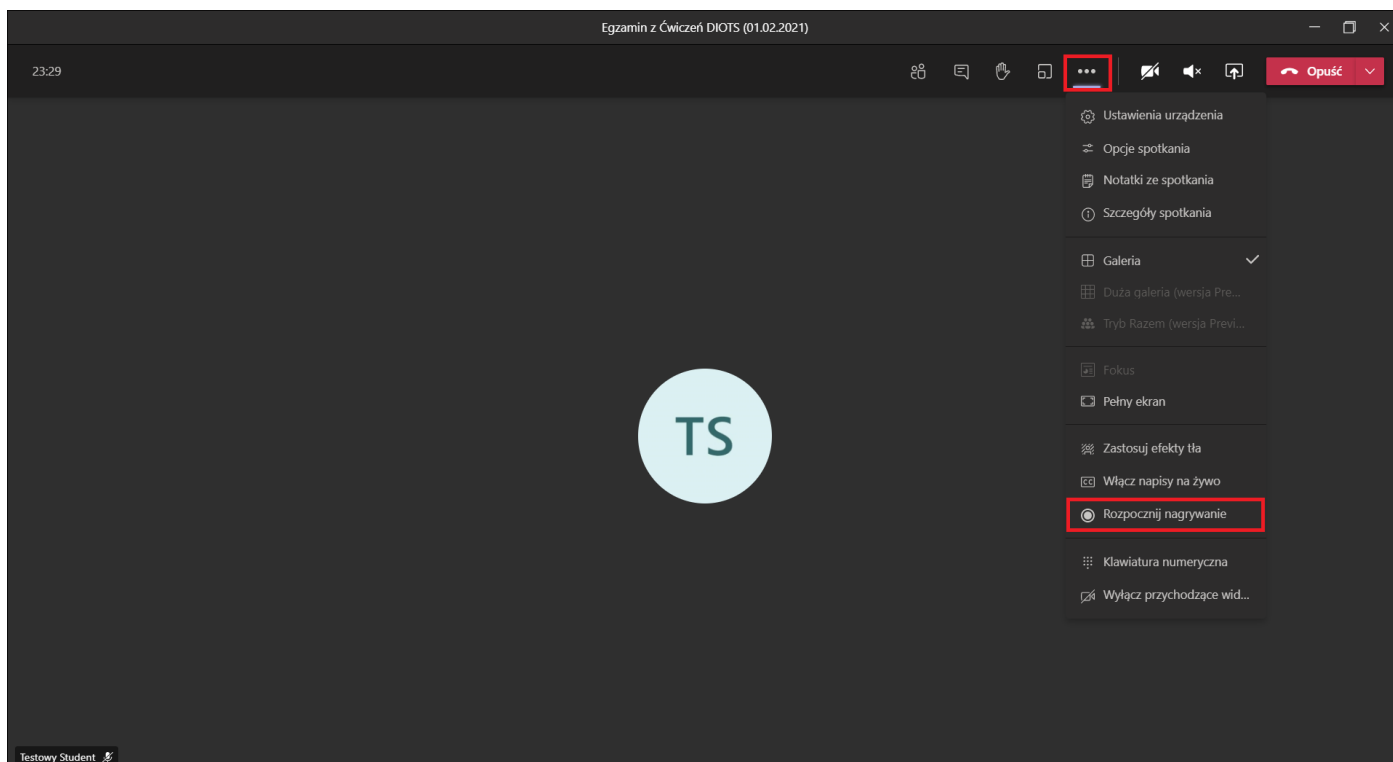 Egzamin z Ćwiczeń DIOTS (01.02.2021)
23:29
Opuść
Ustawienia urządzenia
Opcje spotkania
Notatki ze spotkania
Szczegóły spotkania
Galeria
Duża galeria (wersja Pre...
Tryb Razem (wersja Previ...
Fokus
Pełny ekran
Zastosuj efekty tła
CC Włącz napisy na żywo
Rozpocznij nagrywanie
Klawiatura numeryczna
Wyłącz przychodzące wid...
TS
Testowy Student